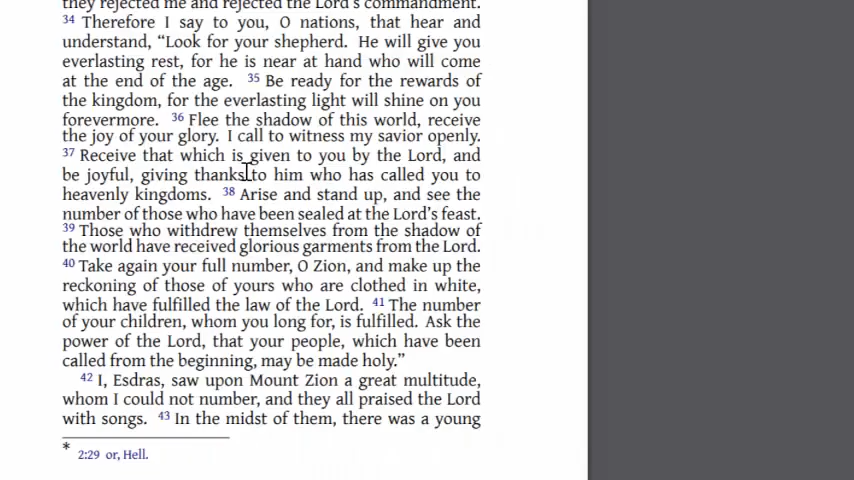 they rejected me and rejected the Lord's commandment.
34 Therefore I say to you, O nations, that hear and
understand, “Look for your shepherd. He will give you
everlasting rest, for he is near at hand who will come
at the end of the age. 35 Be ready for the rewards of
the kingdom, for the everlasting light will shine on you
forevermore. 36 Flee the shadow of this world, receive
the joy of your glory. I call to witness my savior openly.
37 Receive that which is given to you by the Lord, and
be joyful, giving thanks to him who has called you to
heavenly kingdoms. 38 Arise and stand up, and see the
number of those who have been sealed at the Lord’s feast.
39 Those who withdrew themselves from the shadow of
the world have received glorious garments from the Lord.
40 Take again your full number, O Zion, and make up the
reckoning of those of yours who are clothed in white,
which have fulfilled the law of the Lord. 41 The number
of your children, whom you long for, is fulfilled. Ask the
power of the Lord, that your people, which have been
called from the beginning, may be made holy.”
42 I, Esdras, saw upon Mount Zion a great multitude,
whom I could not number, and they all praised the Lord
with songs. 43 In the midst of them, there was a young
* 2:29 or, Hell.